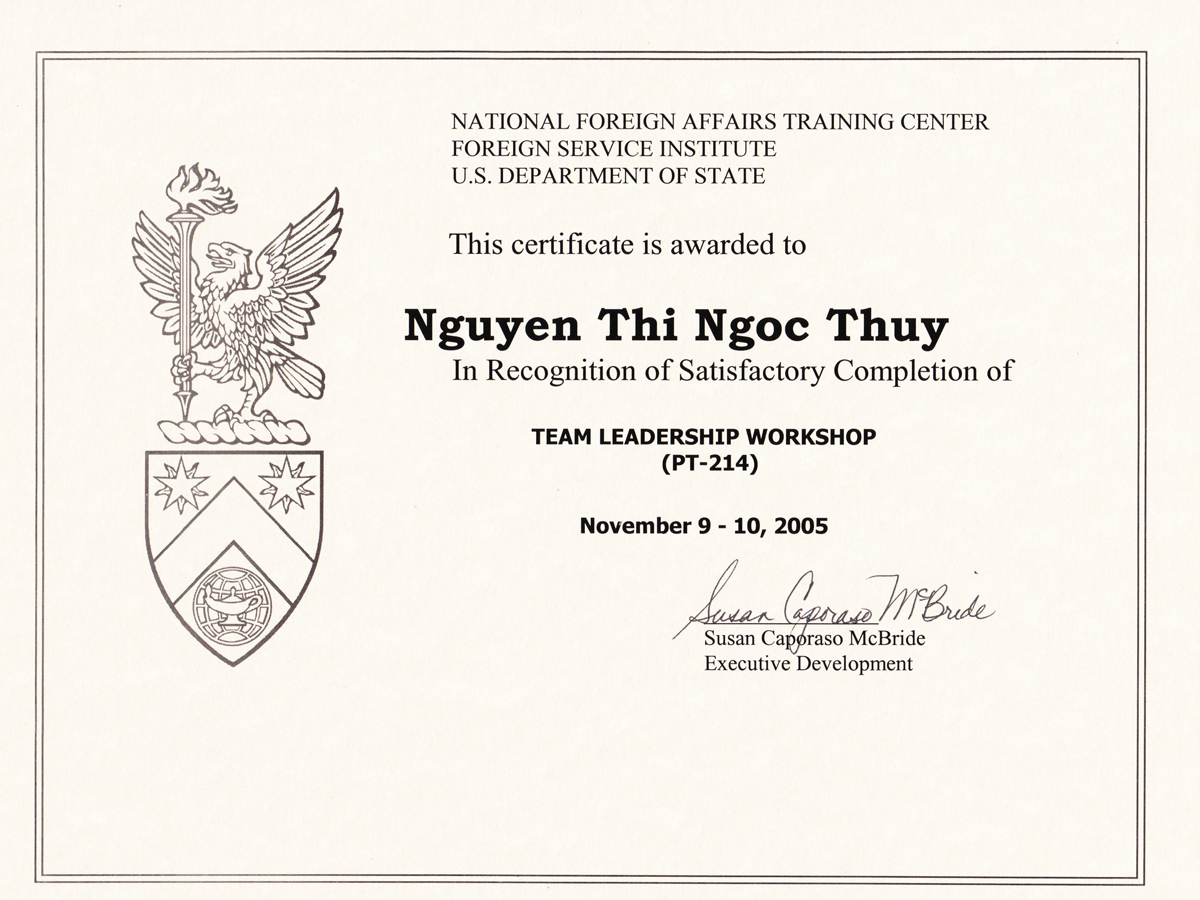 NATIONAL FOREIGN AFFAIRS TRAINING CENTER
FOREIGN SERVICE INSTITUTE
U.S. DEPARTMENT OF STATE
This certificate is awarded to
Nguyen Thi Ngoc Thuy
In Recognition of Satisfactory Completion of
TEAM LEADERSHIP WORKSHOP
(PT-214)
November 9 - 10, 2005
Susan Caporaso McBride
Susan Caporaso McBride
Executive Development